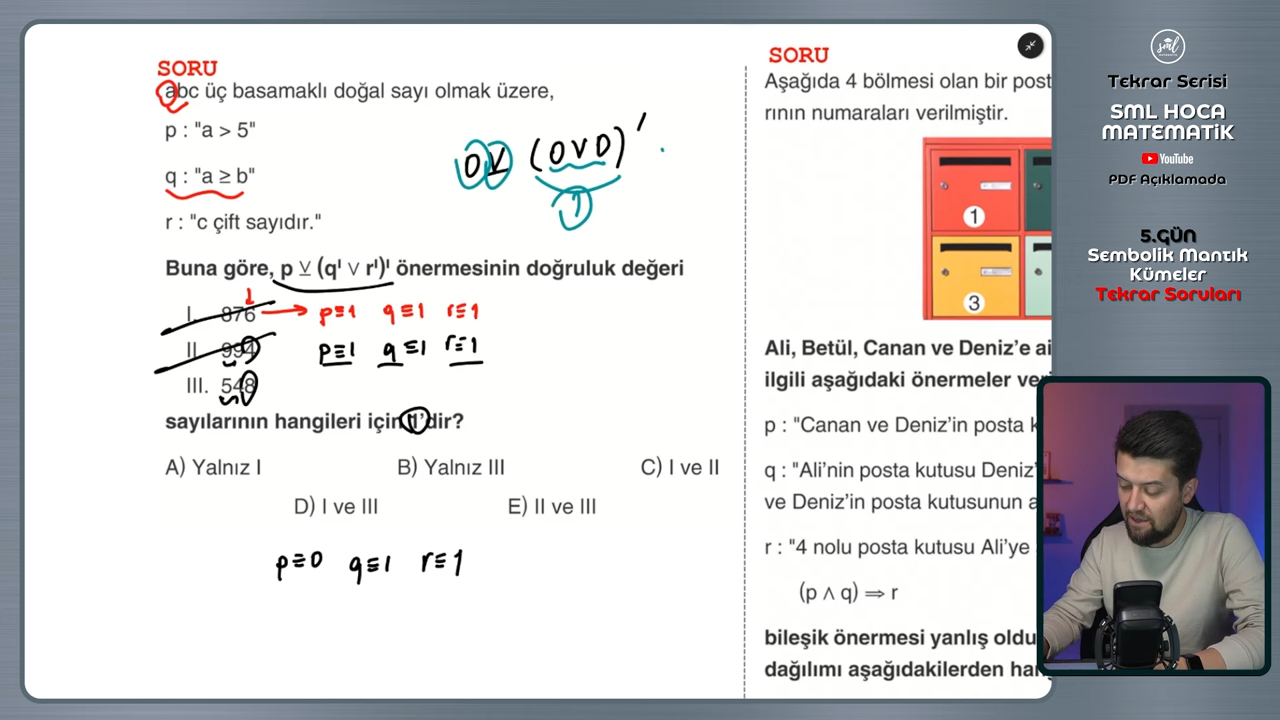 SORU
abc üç basamaklı doğal sayı olmak üzere,
p : "a > 5"
q : "a ≥ b"
r : "c çift sayıdır."
0 ⊻ (0 ∨ 0)'
1
Buna göre, p ⊻ (q' ∨ r')' önermesinin doğruluk değeri
1
I. 876 → p≡1 q≡1 r≡1
II. 994 p≡1 q≡1 r≡1
III. 548
sayılarının hangileri için 1'dir?
A) Yalnız I B) Yalnız III C) I ve II
D) I ve III E) II ve III
p≡0 q≡1 r≡1
SORU
Aşağıda 4 bölmesi olan bir post
rının numaraları verilmiştir.
1
3
Ali, Betül, Canan ve Deniz'e ai
ilgili aşağıdaki önermeler ver
p : "Canan ve Deniz'in posta k
q : "Ali'nin posta kutusu Deniz'
ve Deniz'in posta kutusunun a
r : "4 nolu posta kutusu Ali'ye
(p ∧ q) ⇒ r
bileşik önermesi yanlış oldu
dağılımı aşağıdakilerden han
sml
Tekrar Serisi
SML HOCA
MATEMATİK
YouTube
PDF Açıklamada
5.GÜN
Sembolik Mantık
Kümeler
Tekrar Soruları